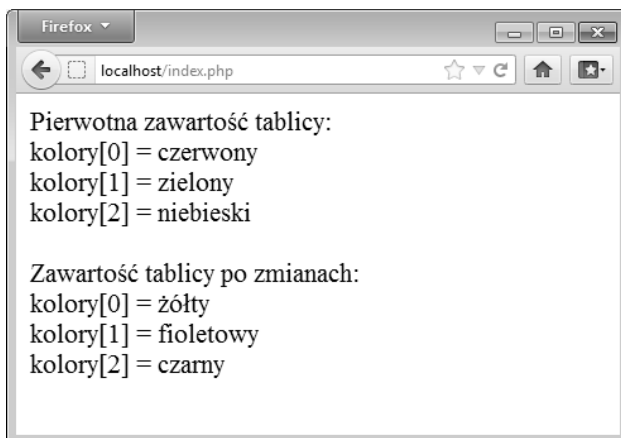 Firefox
localhost/index.php
Pierwotna zawartość tablicy:
kolory[0] = czerwony
kolory[1] = zielony
kolory[2] = niebieski
Zawartość tablicy po zmianach:
kolory[0] = żółty
kolory[1] = fioletowy
kolory[2] = czarny